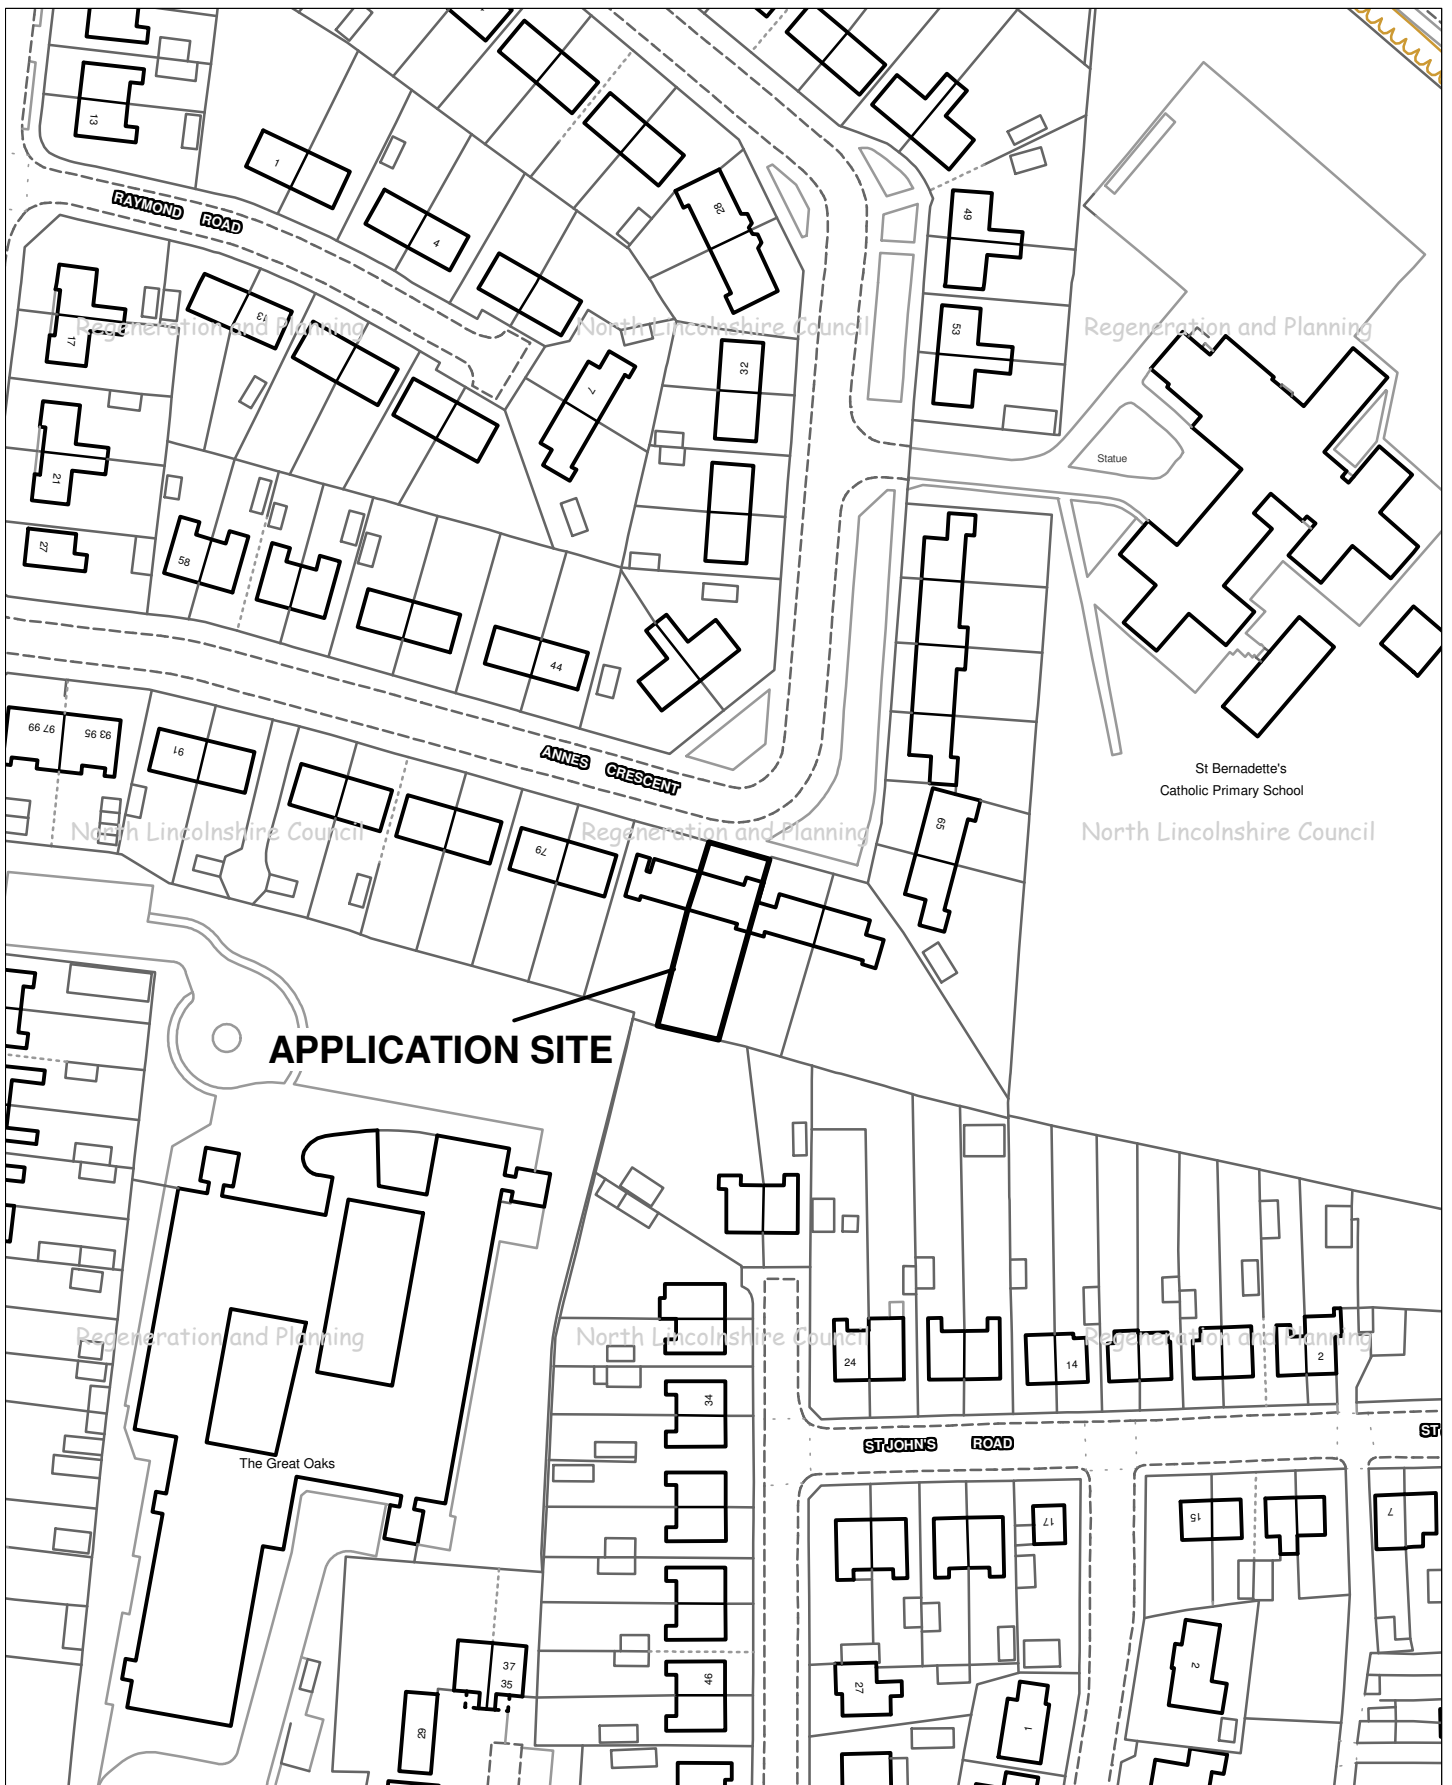 13
1
28
RAYMOND ROAD
4
49
13
17
Regeneration and Planning
North Lincolnshire Council
Regeneration and Planning
53
32
7
Statue
21
27
58
44
93 95
97 99
91
ANNES CRESCENT
St Bernadette's
Catholic Primary School
North Lincolnshire Council
Regeneration and Planning
North Lincolnshire Council
65
79
APPLICATION SITE
Regeneration and Planning
North Lincolnshire Council
Regeneration and Planning
24
14
2
34
ST JOHN'S ROAD
ST
The Great Oaks
17
15
7
37
35
46
27
2
29
1